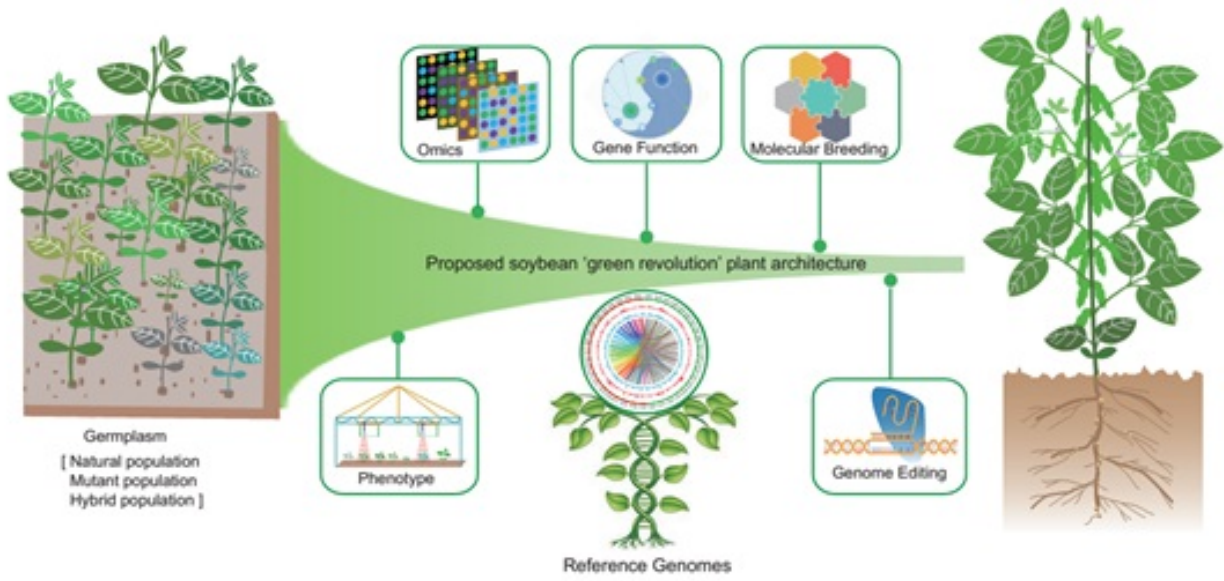 Omics
Gene Function
Molecular Breeding
Proposed soybean ‘green revolution’ plant architecture
Germplasm
[ Natural population
Mutant population
Hybrid population ]
Phenotype
Genome Editing
Reference Genomes